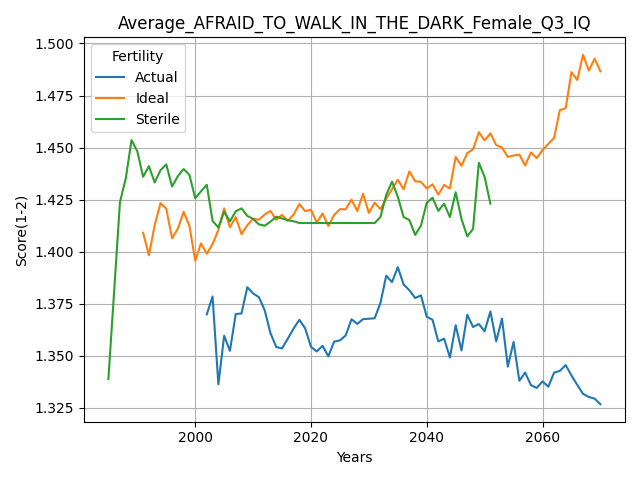 Average_AFRAID_TO_WALK_IN_THE_DARK_Female_Q3_IQ
Fertility
Actual
Ideal
Sterile
1.500
1.475
1.450
1.425
1.400
1.375
1.350
1.325
Score(1-2)
2000
2020
2040
2060
Years